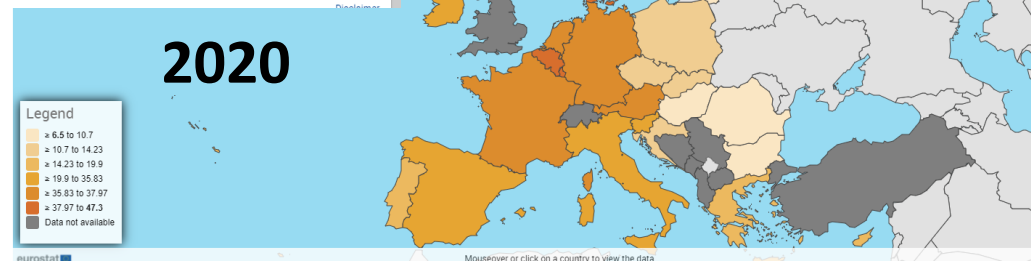 Disclaimer
2020
Legend
≥ 6.5 to 10.7
≥ 10.7 to 14.23
≥ 14.23 to 19.9
≥ 19.9 to 35.83
≥ 35.83 to 37.97
≥ 37.97 to 47.3
Data not available
eurostat
Mouseover or click on a country to view the data